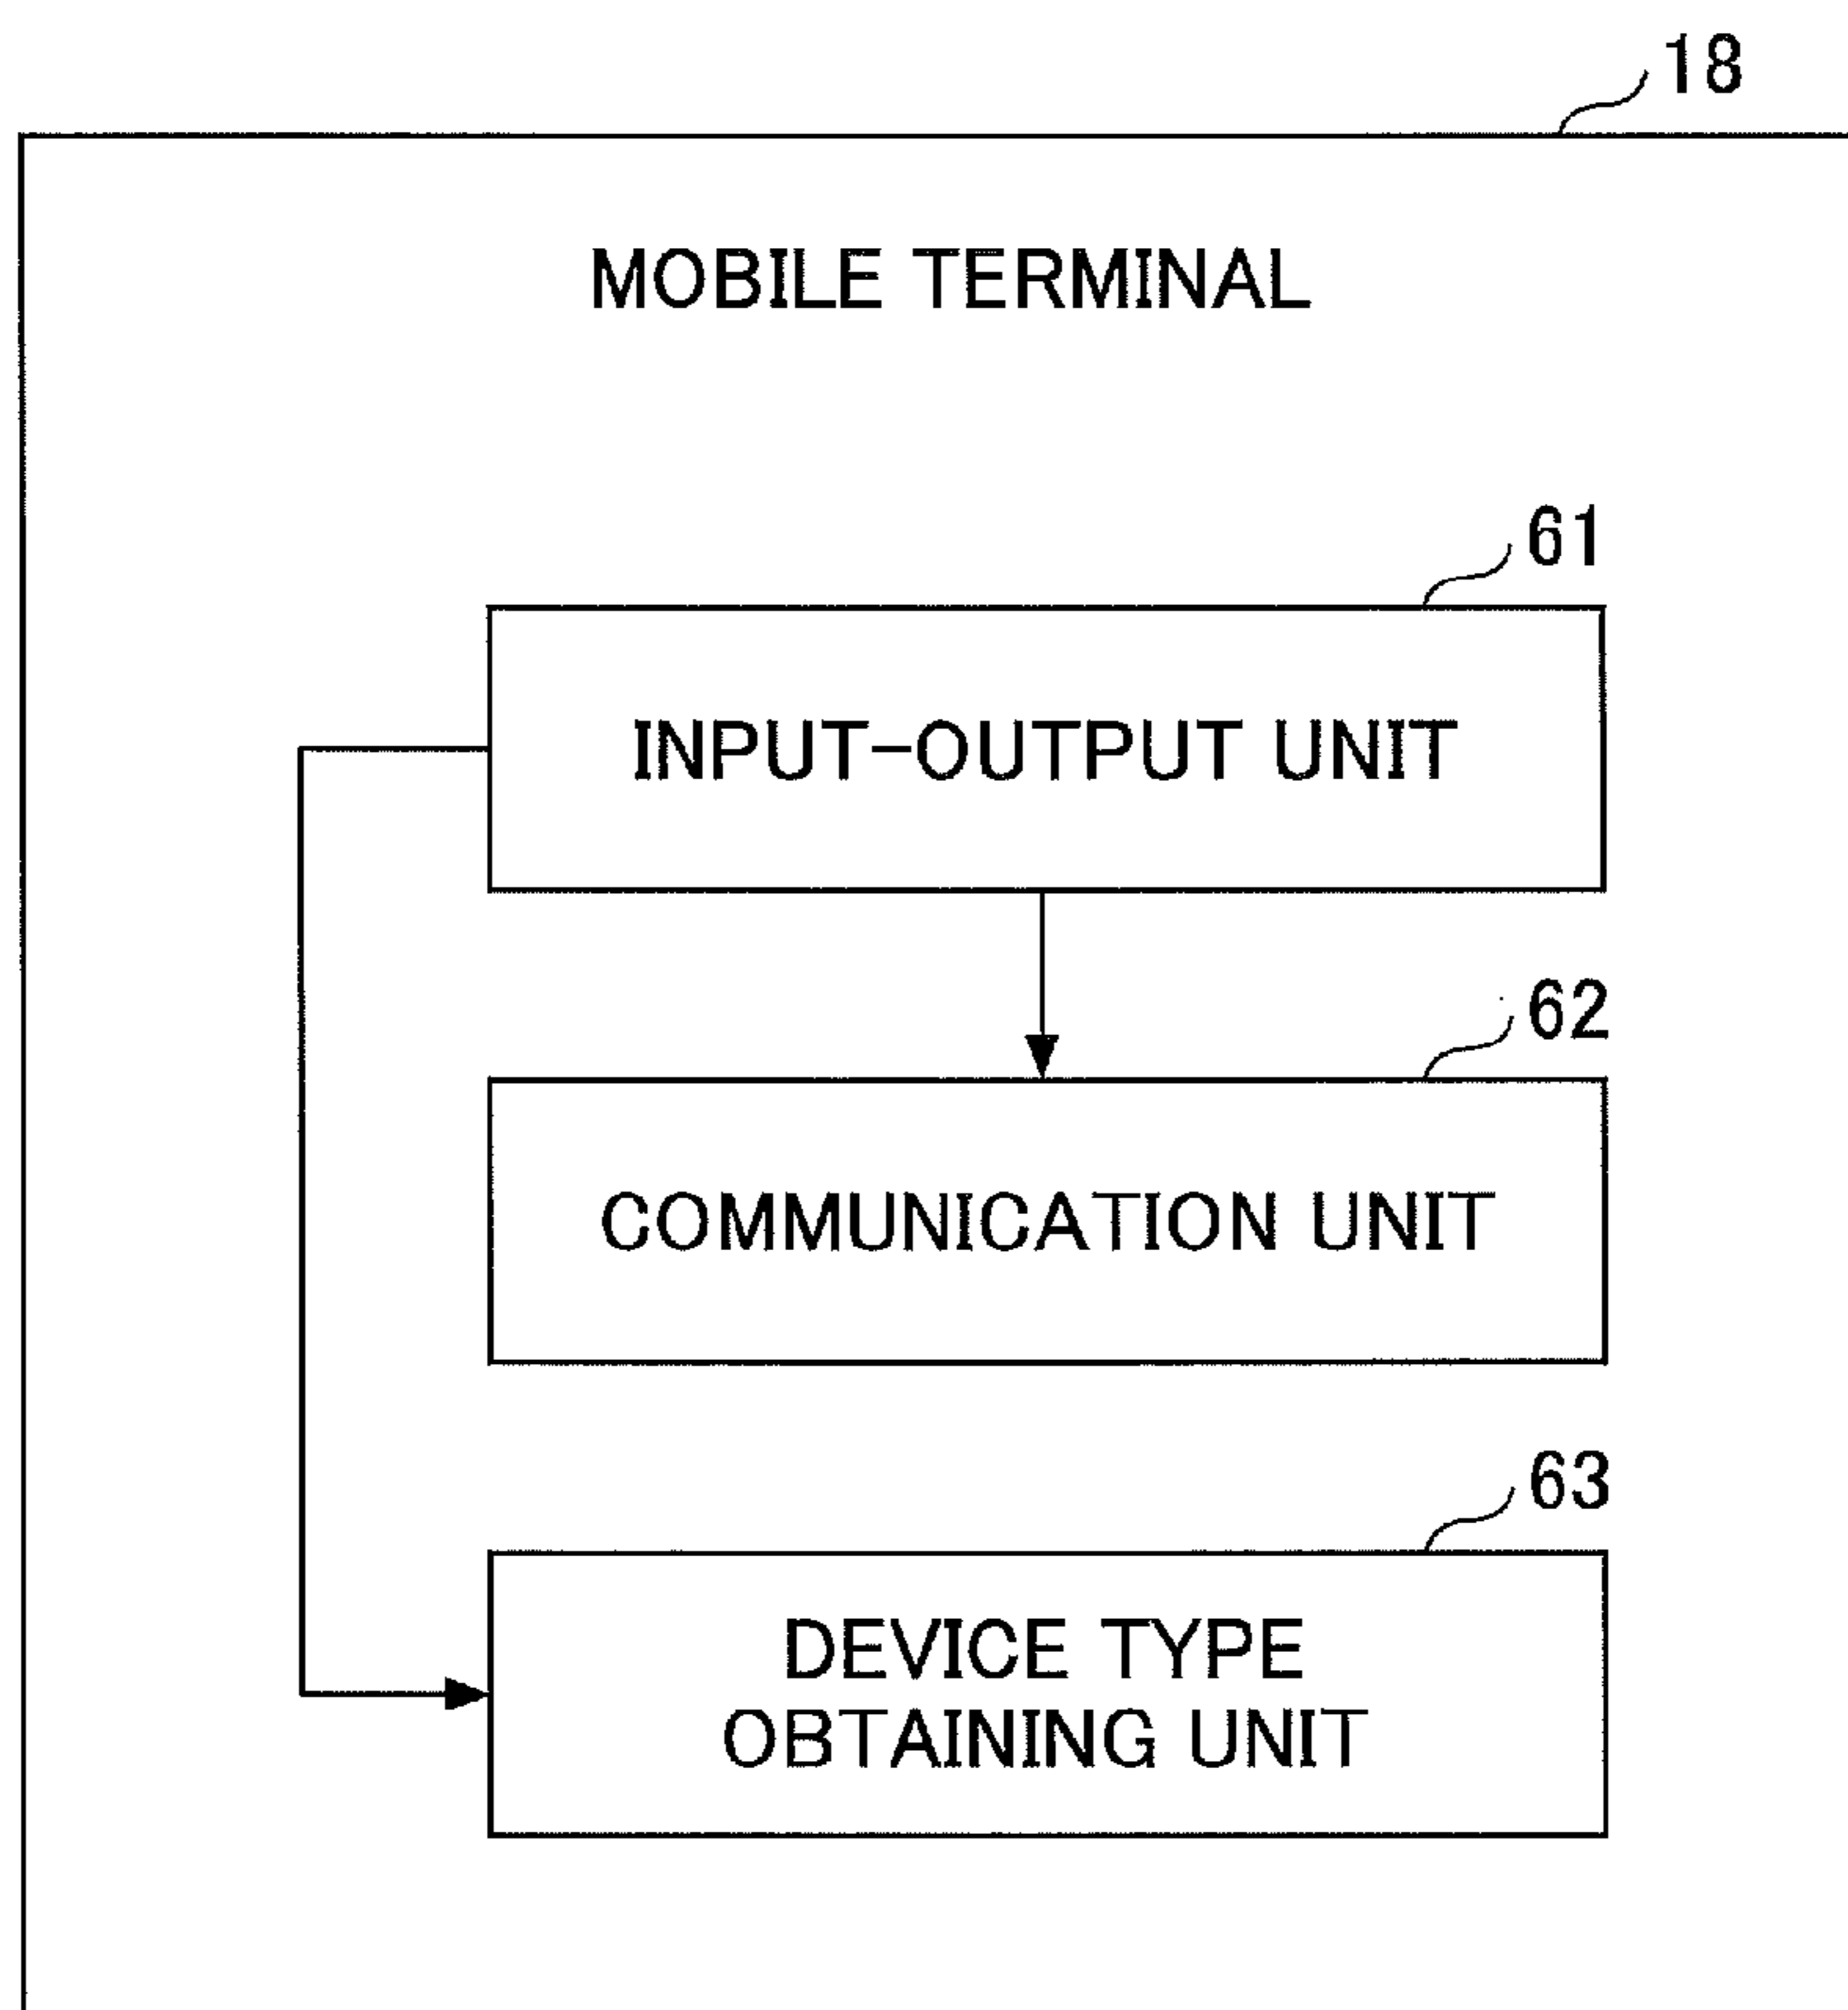 18
MOBILE TERMINAL
61
INPUT-OUTPUT UNIT
62
COMMUNICATION UNIT
63
DEVICE TYPE
OBTAINING UNIT